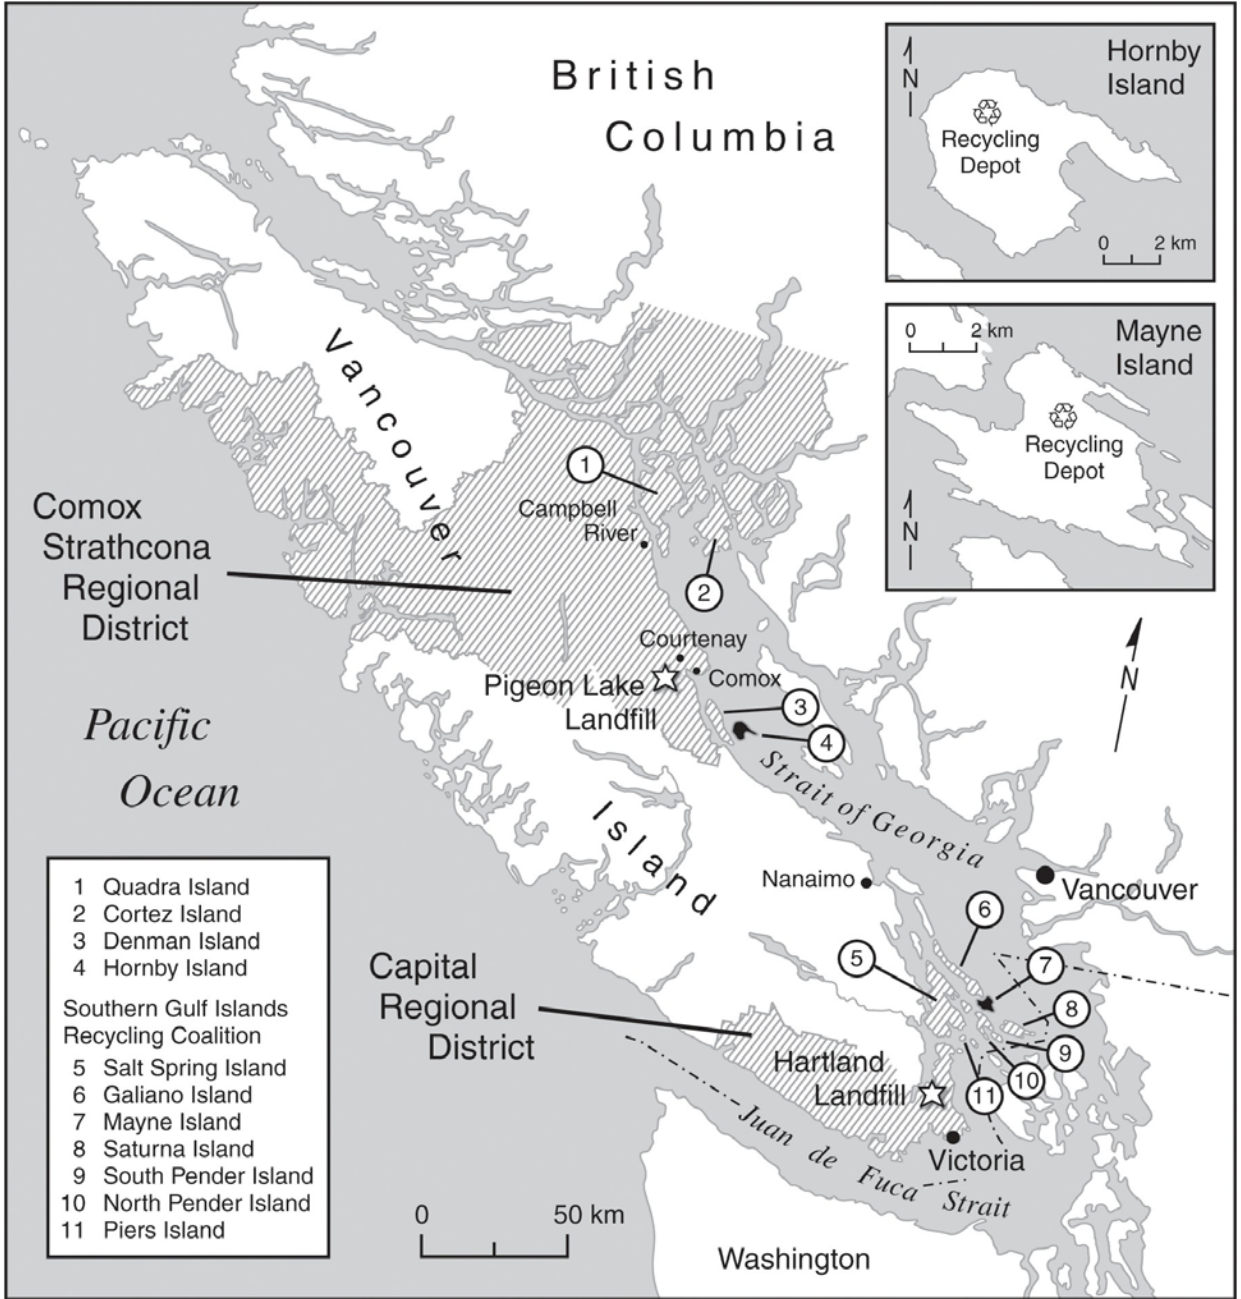 British
Columbia
Hornby
Island
N
Recycling
Depot
0 2 km
0 2 km
Mayne
Island
Recycling
Depot
N
Vancouver
Island
Comox
Strathcona
Regional
District
1
Campbell
River
2
Courtenay
Comox
Pigeon Lake
Landfill
3
4
N
Pacific
Ocean
Strait of Georgia
Nanaimo
Vancouver
6
5
7
8
9
10
11
Capital
Regional
District
Hartland
Landfill
Victoria
Juan de Fuca Strait
Washington
0 50 km
1 Quadra Island
2 Cortez Island
3 Denman Island
4 Hornby Island
Southern Gulf Islands
Recycling Coalition
5 Salt Spring Island
6 Galiano Island
7 Mayne Island
8 Saturna Island
9 South Pender Island
10 North Pender Island
11 Piers Island